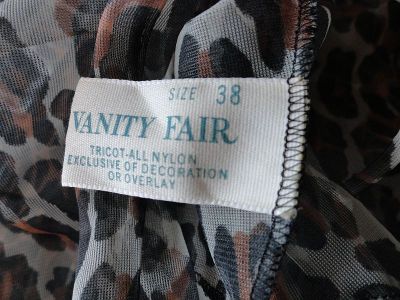 SIZE 38
VANITY FAIR
TRICOT-ALL NYLON
EXCLUSIVE OF DECORATION
OR OVERLAY